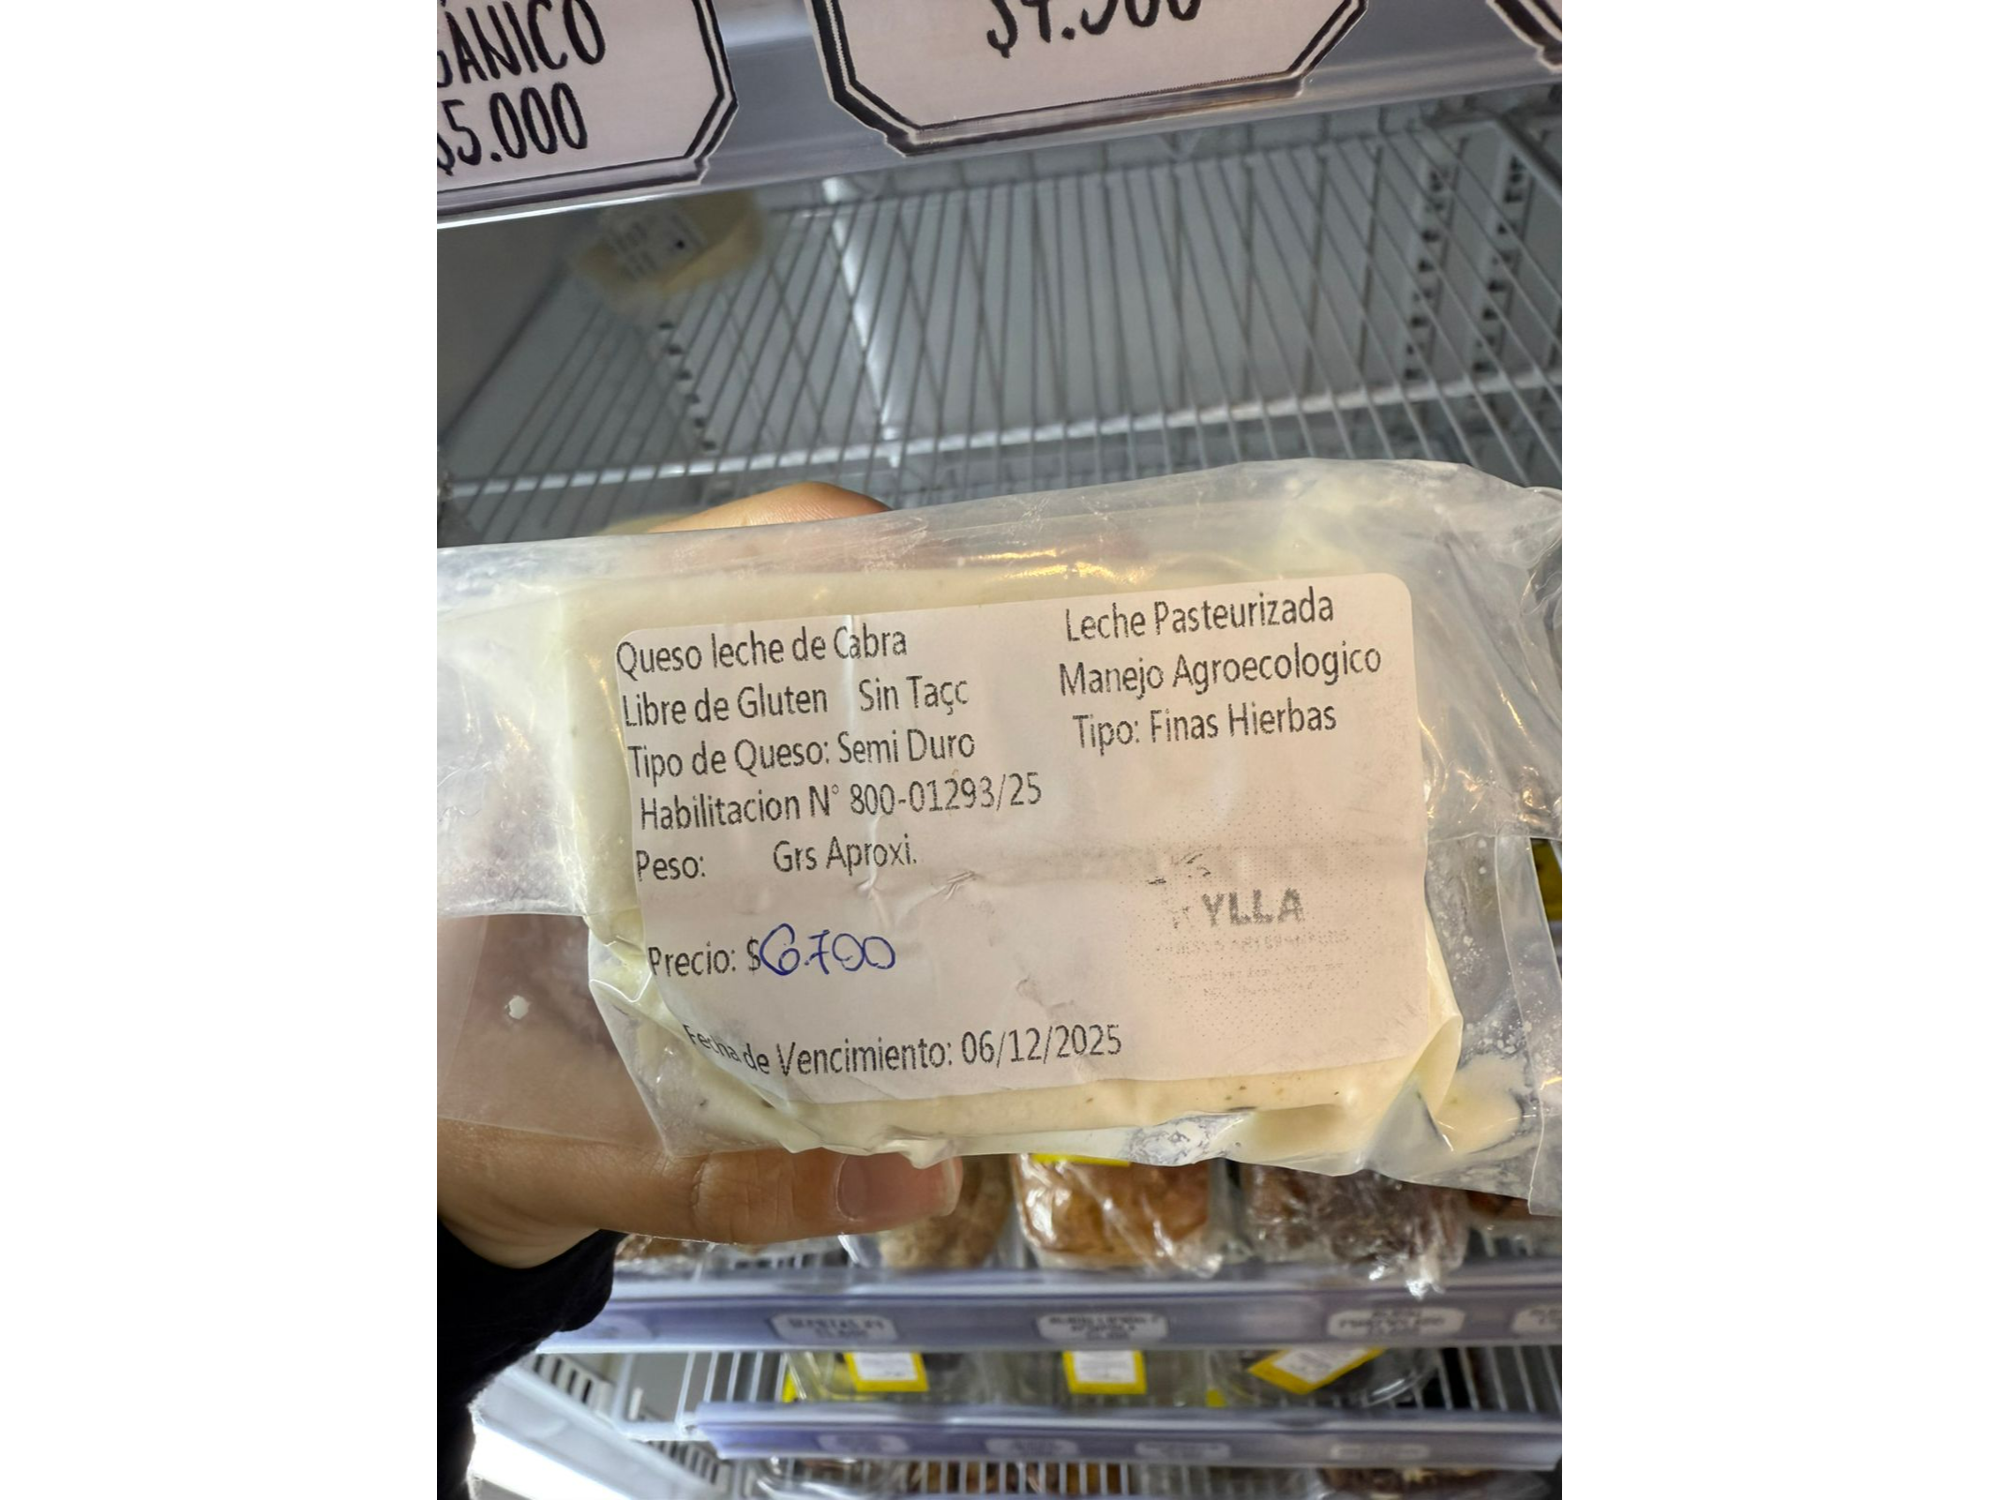 GÁNICO
$5.000
$4.500
Queso leche de Cabra
Libre de Gluten Sin Taçc
Tipo de Queso: Semi Duro
Habilitacion N° 800-01293/25
Peso: Grs Aproxi.
Precio: $6.700
Fecha de Vencimiento: 06/12/2025
Leche Pasteurizada
Manejo Agroecologico
Tipo: Finas Hierbas
YLLA